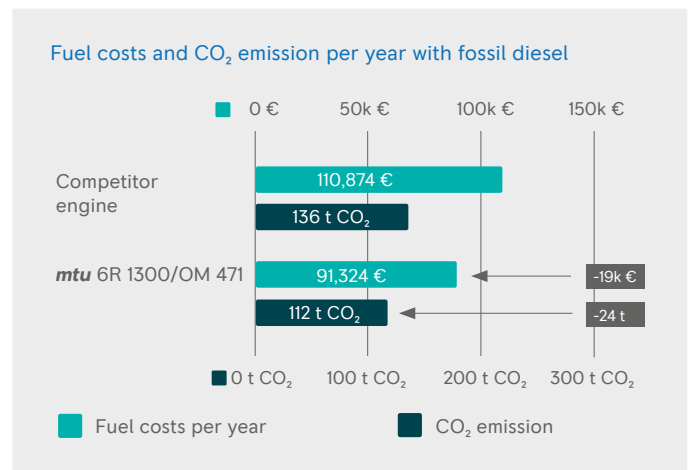 Fuel costs and CO₂ emission per year with fossil diesel
0 € 50k € 100k € 150k €
Competitor
engine
110,874 €
136 t CO₂
mtu 6R 1300/OM 471
91,324 €
-19k €
112 t CO₂
-24 t
0 t CO₂ 100 t CO₂ 200 t CO₂ 300 t CO₂
Fuel costs per year CO₂ emission